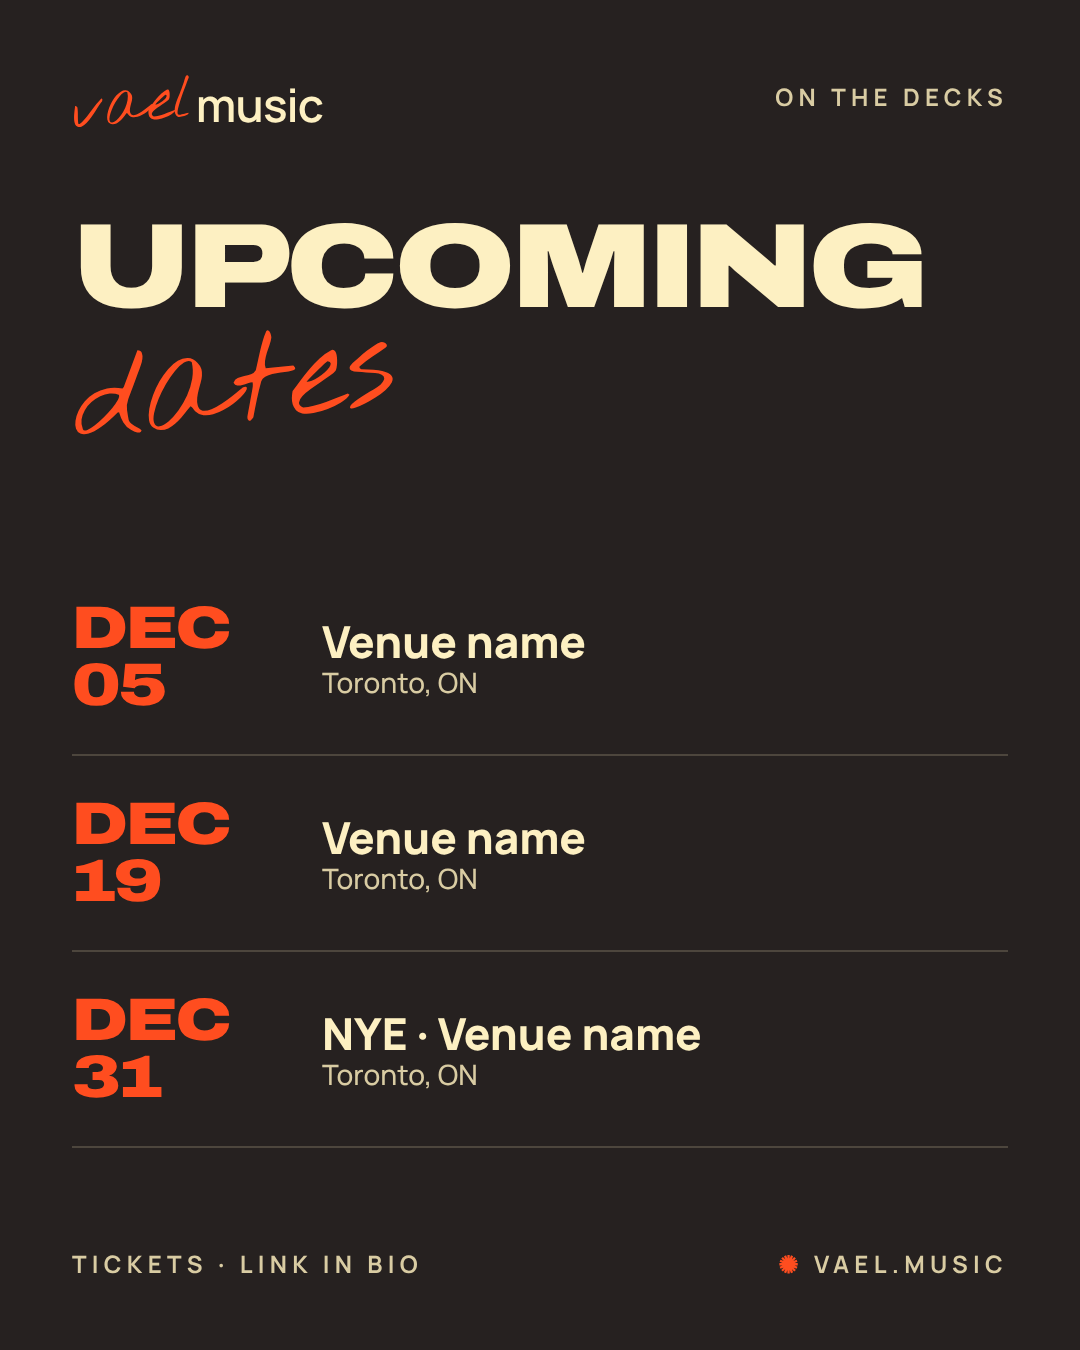 vael music
ON THE DECKS
UPCOMING
dates
DEC
05
Venue name
Toronto, ON
DEC
19
Venue name
Toronto, ON
DEC
31
NYE · Venue name
Toronto, ON
TICKETS · LINK IN BIO
VAEL.MUSIC